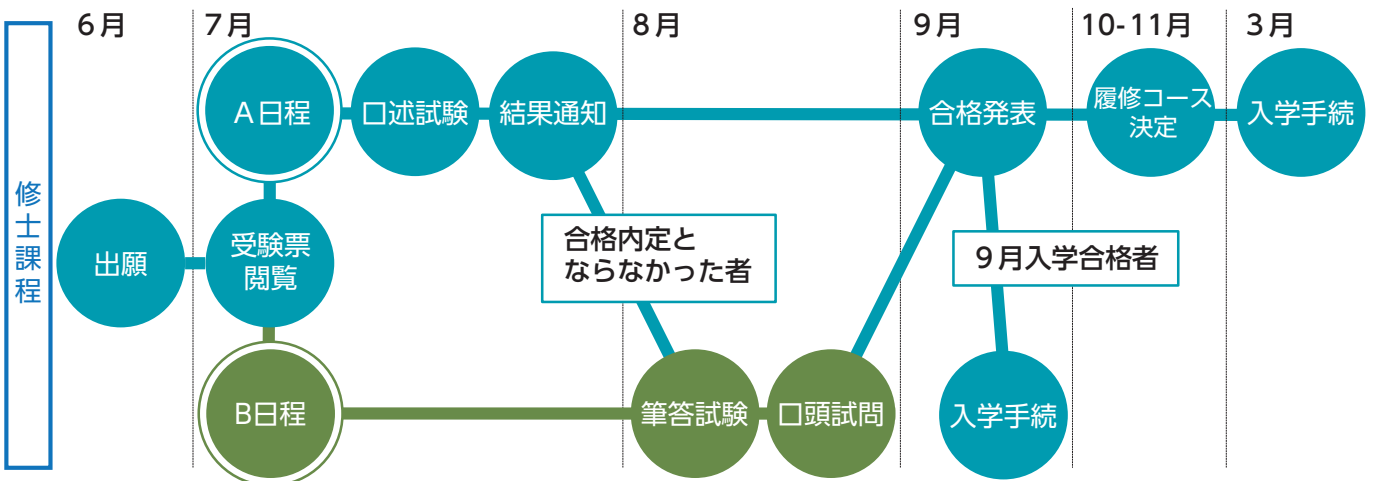 6月
7月
8月
9月
10-11月
3月
修士課程
A日程
口述試験
結果通知
合格発表
履修コース
決定
入学手続
出願
受験票
閲覧
合格内定と
ならなかった者
9月入学合格者
B日程
筆答試験
口頭試問
入学手続